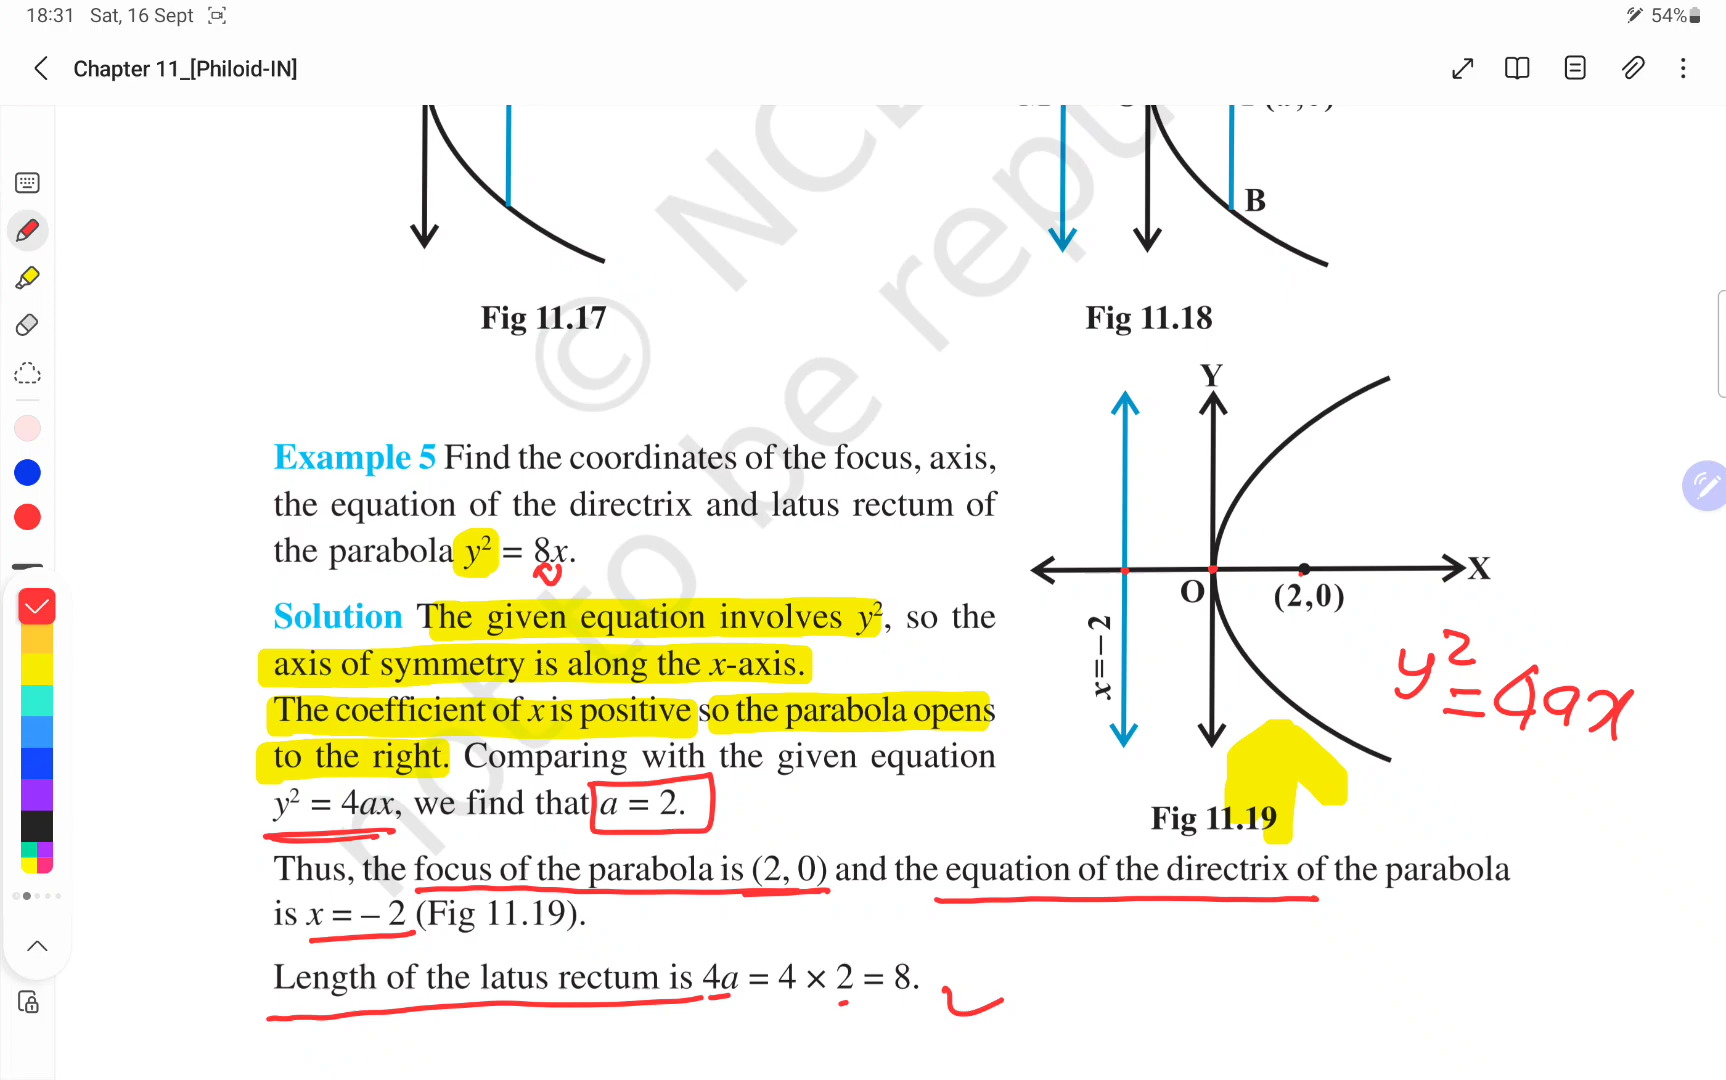 18:31 Sat, 16 Sept
54%
Chapter 11_[Philoid-IN]
B
Fig 11.17
Fig 11.18
© NCE
not to be repu
Y
Example 5 Find the coordinates of the focus, axis,
the equation of the directrix and latus rectum of
the parabola y² = 8x.
X
O
(2,0)
x=–2
Solution The given equation involves y², so the
axis of symmetry is along the x-axis.
The coefficient of x is positive so the parabola opens
to the right. Comparing with the given equation
y² = 4ax, we find that a = 2.
y² = 4ax
Fig 11.19
Thus, the focus of the parabola is (2, 0) and the equation of the directrix of the parabola
is x = – 2 (Fig 11.19).
Length of the latus rectum is 4a = 4 × 2 = 8.